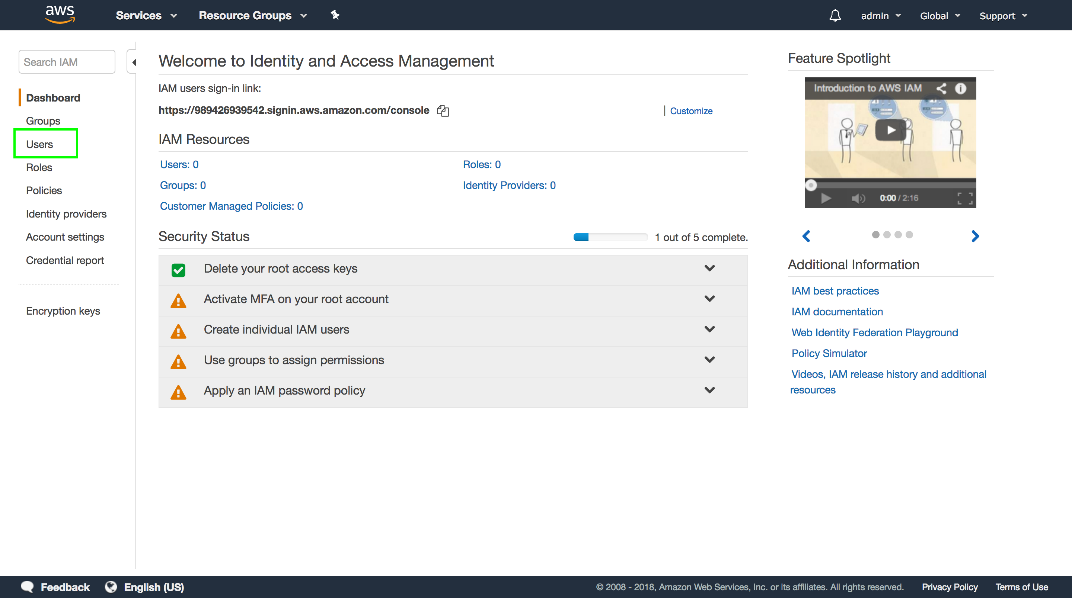 aws
Services
Resource Groups
admin
Global
Support
Search IAM
Dashboard
Groups
Users
Roles
Policies
Identity providers
Account settings
Credential report
Encryption keys
Welcome to Identity and Access Management
IAM users sign-in link:
https://989426939542.signin.aws.amazon.com/console
| Customize
IAM Resources
Users: 0
Roles: 0
Groups: 0
Identity Providers: 0
Customer Managed Policies: 0
Security Status
1 out of 5 complete.
Delete your root access keys
Activate MFA on your root account
Create individual IAM users
Use groups to assign permissions
Apply an IAM password policy
Feature Spotlight
Introduction to AWS IAM
0:00 / 2:16
Additional Information
IAM best practices
IAM documentation
Web Identity Federation Playground
Policy Simulator
Videos, IAM release history and additional
resources
Feedback
English (US)
© 2008 - 2018, Amazon Web Services, Inc. or its affiliates. All rights reserved.
Privacy Policy
Terms of Use